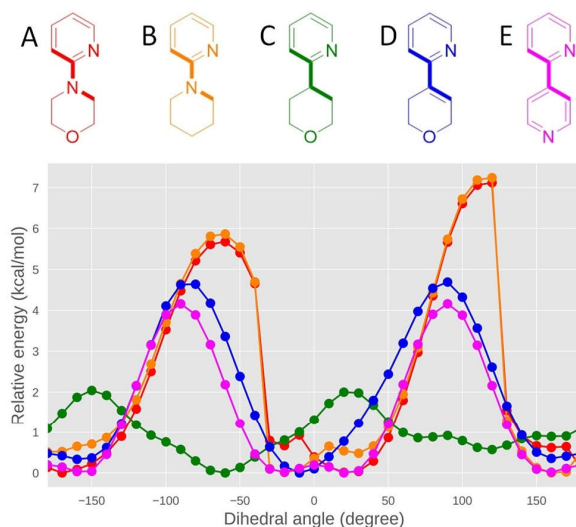 A B C D E
N N N N N
N N
O O O N
7
6
5
4
3
2
1
0
Relative energy (kcal/mol)
−150 −100 −50 0 50 100 150
Dihedral angle (degree)